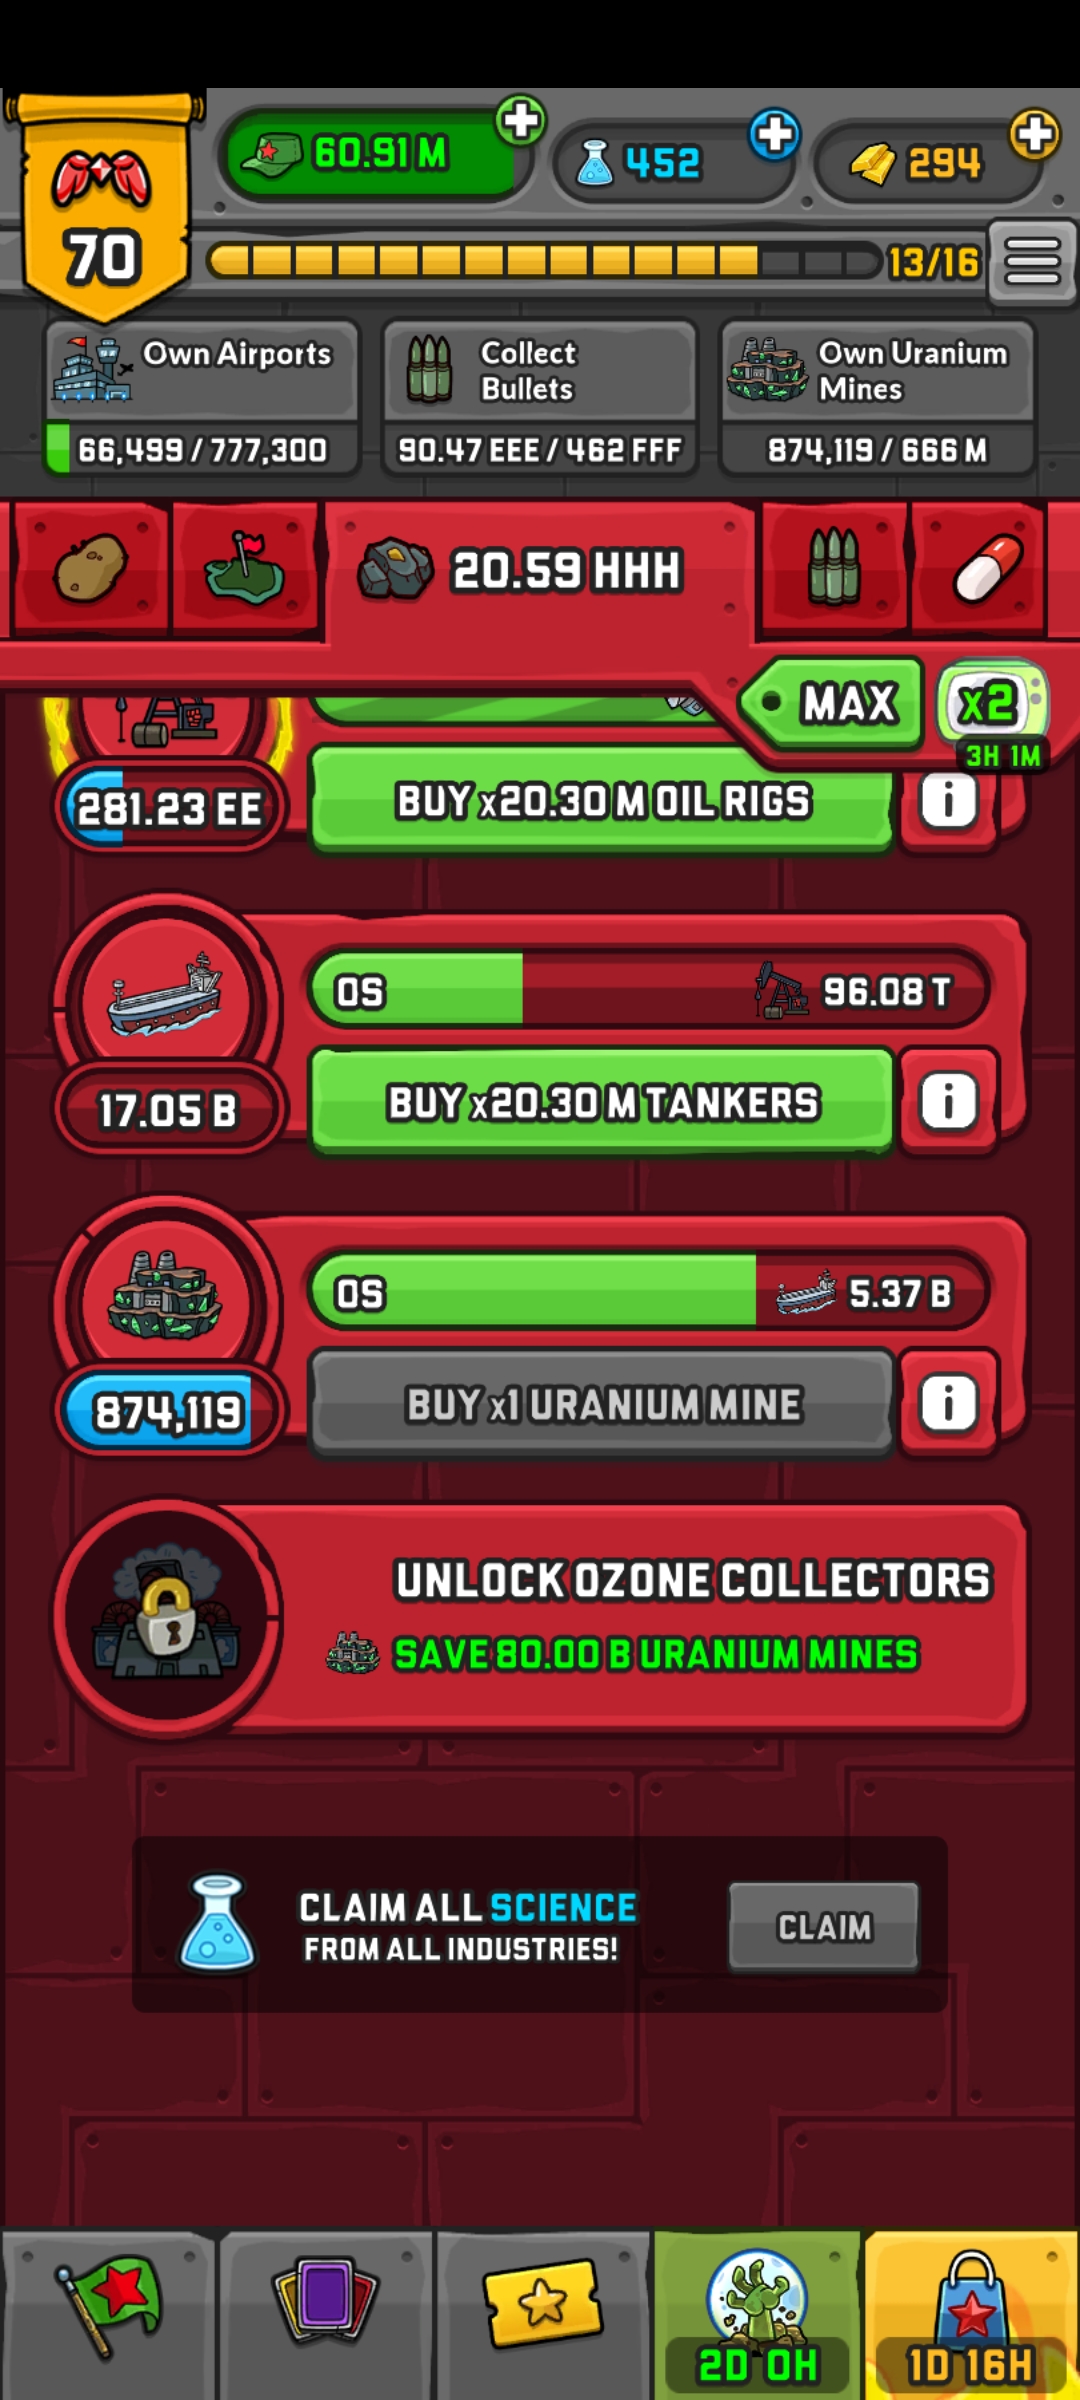 60.91 M
452
294
70
13/16
Own Airports
66,499 / 777,300
Collect
Bullets
90.47 EEE / 462 FFF
Own Uranium
Mines
874,119 / 666 M
20.59 HHH
MAX
x2
3H 1M
281.23 EE
BUY x20.30 M OIL RIGS
i
0S
96.08 T
17.05 B
BUY x20.30 M TANKERS
i
0S
5.37 B
874,119
BUY x1 URANIUM MINE
i
UNLOCK OZONE COLLECTORS
SAVE 80.00 B URANIUM MINES
CLAIM ALL SCIENCE
FROM ALL INDUSTRIES!
CLAIM
2D 0H
1D 16H